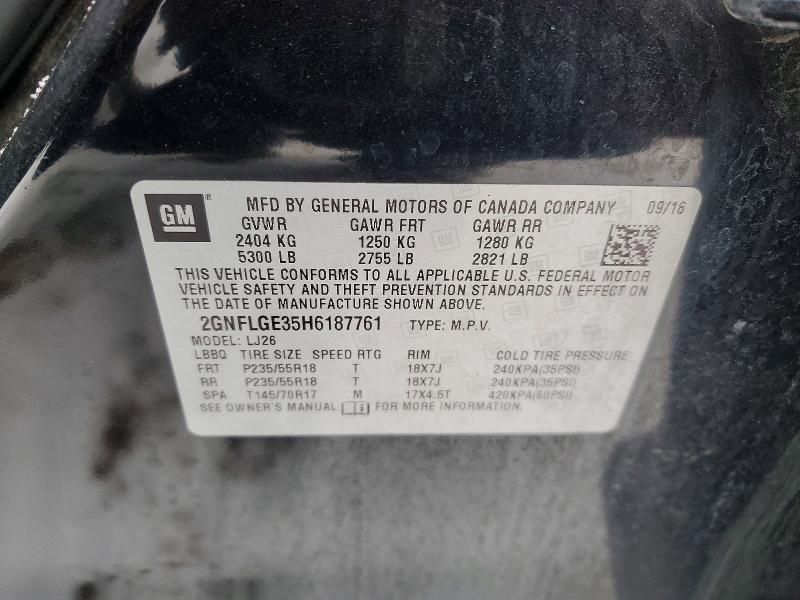 GM ® MFD BY GENERAL MOTORS OF CANADA COMPANY 09/16
GVWR GAWR FRT GAWR RR
2404 KG 1250 KG 1280 KG
5300 LB 2755 LB 2821 LB
THIS VEHICLE CONFORMS TO ALL APPLICABLE U.S. FEDERAL MOTOR
VEHICLE SAFETY AND THEFT PREVENTION STANDARDS IN EFFECT ON
THE DATE OF MANUFACTURE SHOWN ABOVE.
2GNFLGE35H6187761 TYPE: M.P.V.
MODEL: LJ26
LBBQ TIRE SIZE SPEED RTG RIM COLD TIRE PRESSURE
FRT P235/55R18 T 18X7J 240KPA(35PSI)
RR P235/55R18 T 18X7J 240KPA(35PSI)
SPA T145/70R17 M 17X4.5T 420KPA(60PSI)
SEE OWNER'S MANUAL FOR MORE INFORMATION.